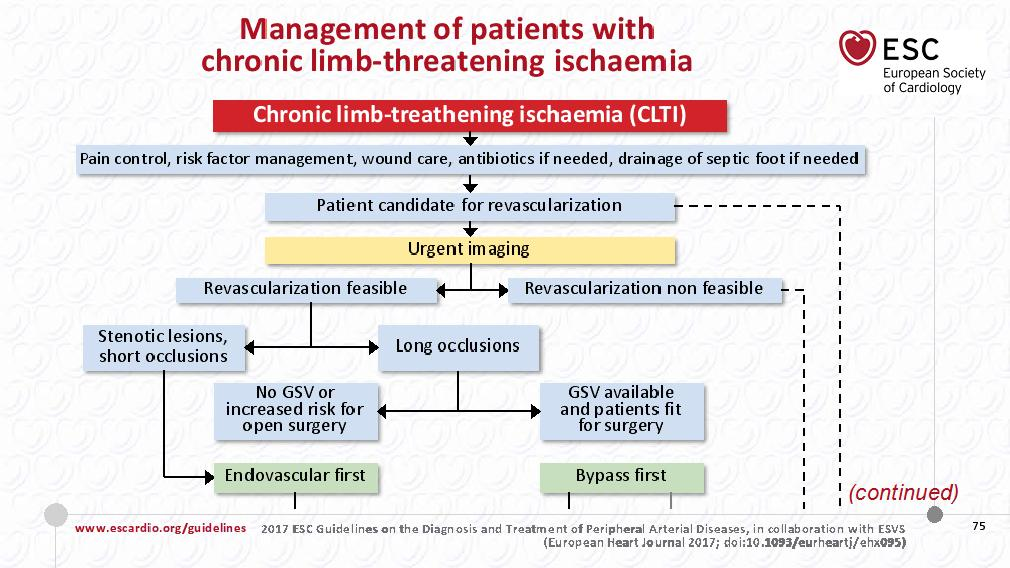 Management of patients with
chronic limb-threatening ischaemia
ESC
European Society
of Cardiology
Chronic limb-treathening ischaemia (CLTI)
Pain control, risk factor management, wound care, antibiotics if needed, drainage of septic foot if needed
Patient candidate for revascularization
Urgent imaging
Revascularization feasible
Revascularization non feasible
Stenotic lesions,
short occlusions
Long occlusions
No GSV or
increased risk for
open surgery
GSV available
and patients fit
for surgery
Endovascular first
Bypass first
(continued)
www.escardio.org/guidelines
2017 ESC Guidelines on the Diagnosis and Treatment of Peripheral Arterial Diseases, in collaboration with ESVS
(European Heart Journal 2017; doi:10.1093/eurheartj/ehx095)
75